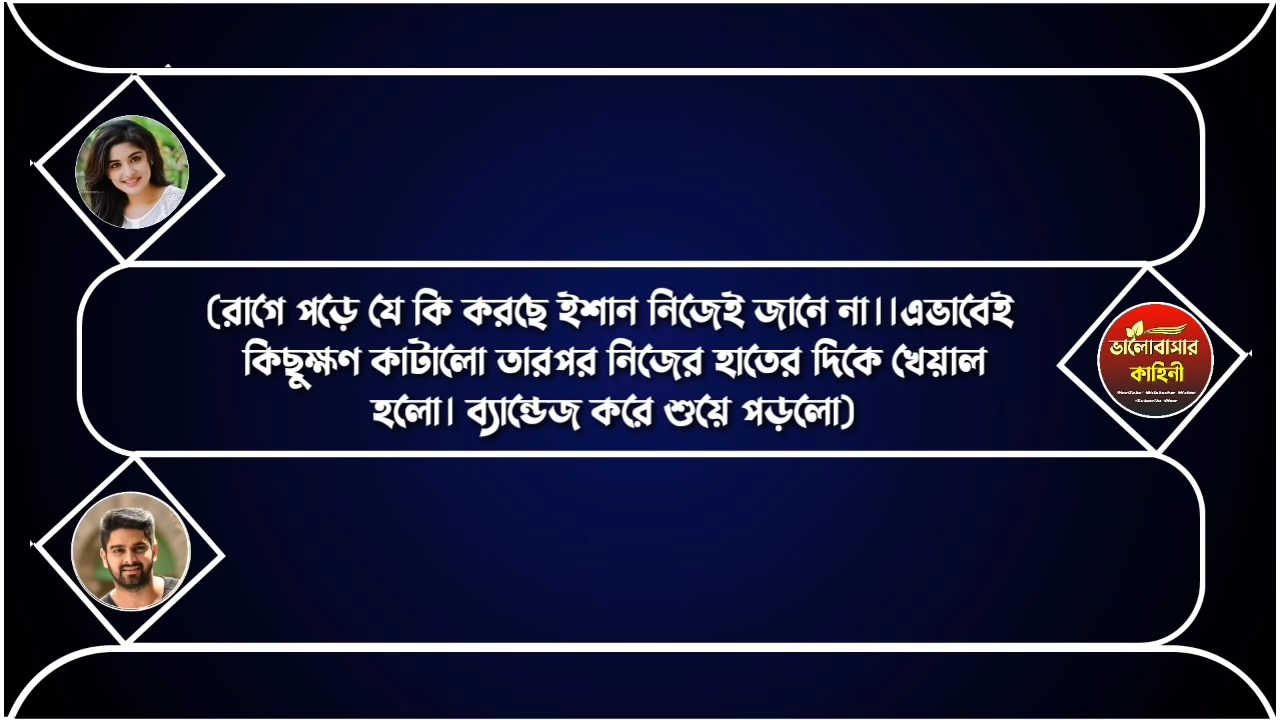 (রোগে পড়ে যে কি করছে ইশান নিজেই জানে না।।এভাবেই
কিছুক্ষণ কাটালো তারপর নিজের হাতের দিকে খেয়াল
হলো। ব্যান্ডেজ করে শুয়ে পড়লো)
ভালোবাসার
কাহিনী